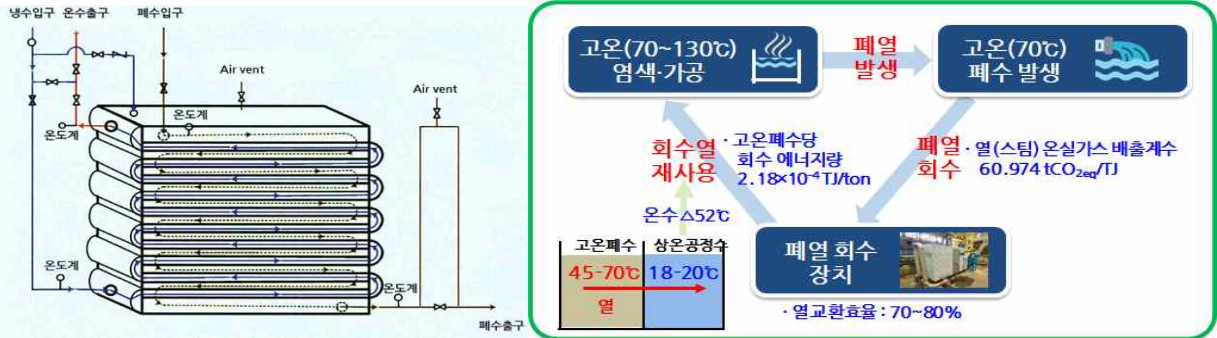 냉수입구 온수출구 폐수입구
Air vent
Air vent
온도계
온도계
온도계
온도계
폐수출구
고온(70~130℃)
염색·가공
폐열
발생
고온(70℃)
폐수 발생
회수열
재사용
· 고온폐수당
회수 에너지량
2.18×10⁻⁴ TJ/ton
폐열
회수
· 열(스팀) 온실가스 배출계수
60.974 tCO₂eq/TJ
온수△52℃
고온폐수
상온공정수
45-70℃
18-20℃
열
폐열 회수
장치
· 열교환효율 : 70~80%